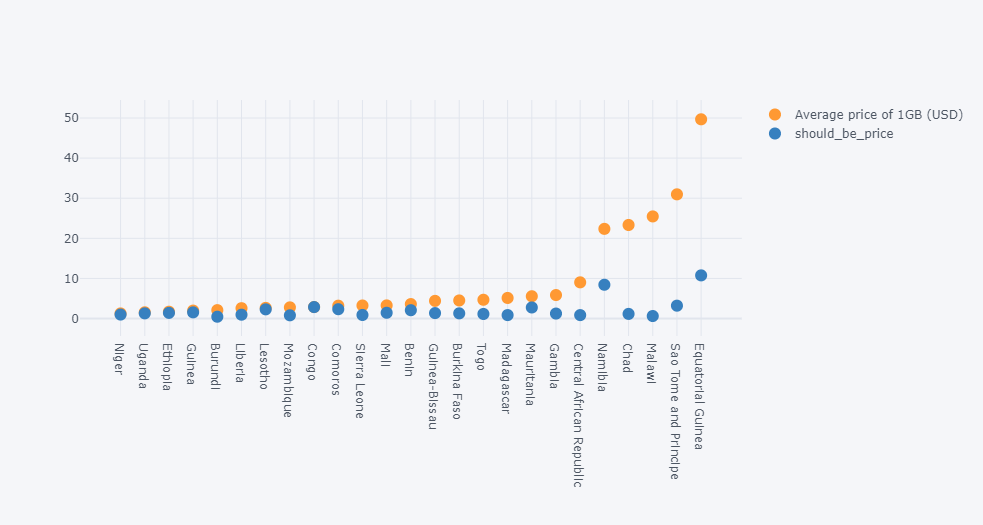 50
40
30
20
10
0
Niger
Uganda
Ethiopia
Guinea
Burundi
Liberia
Lesotho
Mozambique
Congo
Comoros
Sierra Leone
Mali
Benin
Guinea-Bissau
Burkina Faso
Togo
Madagascar
Mauritania
Gambia
Central African Republic
Namibia
Chad
Malawi
Sao Tome and Principe
Equatorial Guinea
Average price of 1GB (USD)
should_be_price